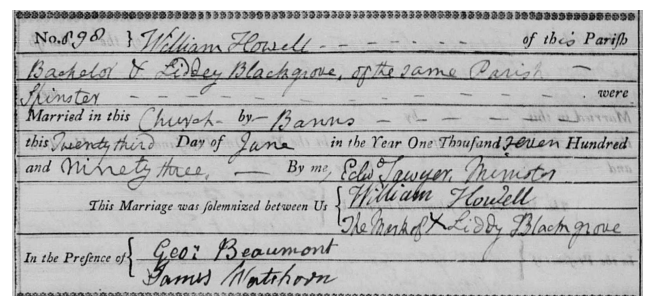 No. 898 } William Howell - - - - - - of this Parish
Bachelor & Liddey Blackgrove, of the same Parish -
Spinster - - - - - - - - - - were
Married in this Church - by - Banns - - - -
this Twenty third Day of June in the Year One Thousand seven Hundred
and Ninety three, - By me, Edwd Sawyer, Minister
This Marriage was solemnized between Us { William Howell
The Mark of X Liddy Blackgrove
In the Presence of { Geo: Beaumont
James Watshorn